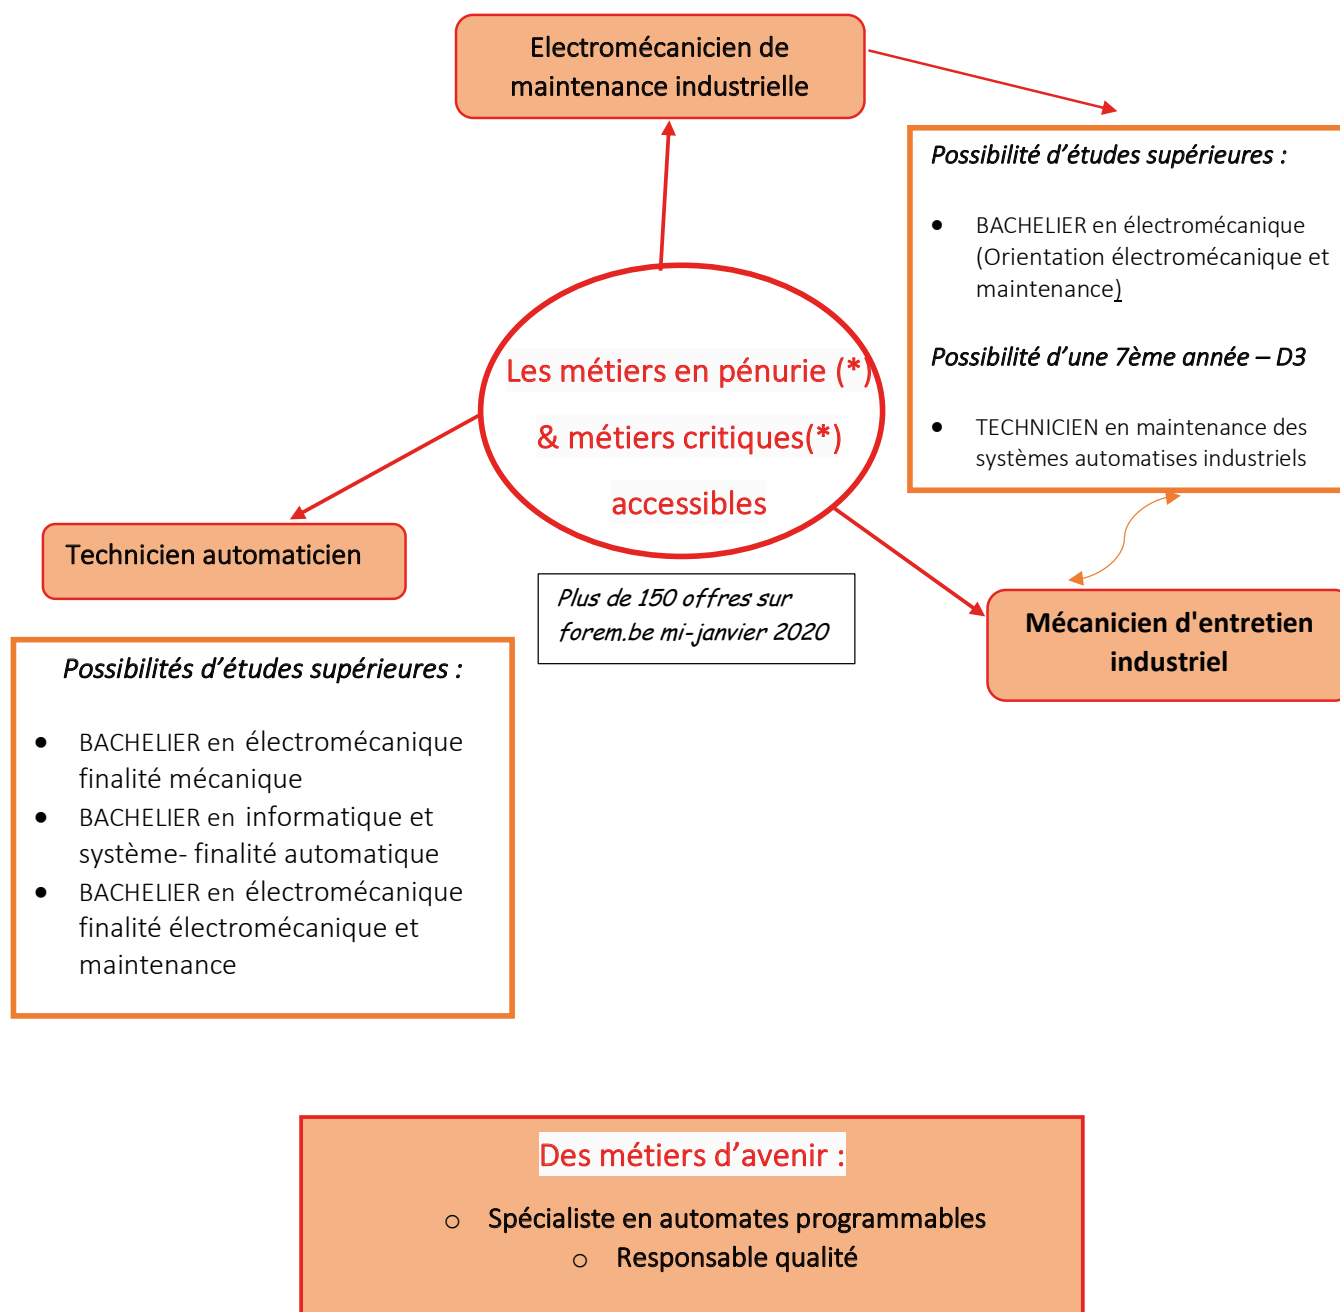 Electromécanicien de
maintenance industrielle
Possibilité d’études supérieures :
● BACHELIER en électromécanique
(Orientation électromécanique et
maintenance)
Possibilité d’une 7ème année – D3
● TECHNICIEN en maintenance des
systèmes automatises industriels
Les métiers en pénurie (*)
& métiers critiques(*)
accessibles
Technicien automaticien
Plus de 150 offres sur
forem.be mi-janvier 2020
Mécanicien d'entretien
industriel
Possibilités d’études supérieures :
● BACHELIER en électromécanique
finalité mécanique
● BACHELIER en informatique et
système- finalité automatique
● BACHELIER en électromécanique
finalité électromécanique et
maintenance
Des métiers d’avenir :
o Spécialiste en automates programmables
o Responsable qualité